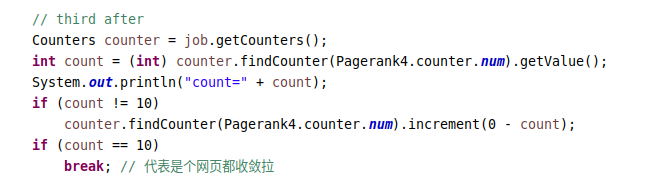 // third after
Counters counter = job.getCounters();
int count = (int) counter.findCounter(Pagerank4.counter.num).getValue();
System.out.println("count=" + count);
if (count != 10)
counter.findCounter(Pagerank4.counter.num).increment(0 - count);
if (count == 10)
break; // 代表是个网页都收敛拉